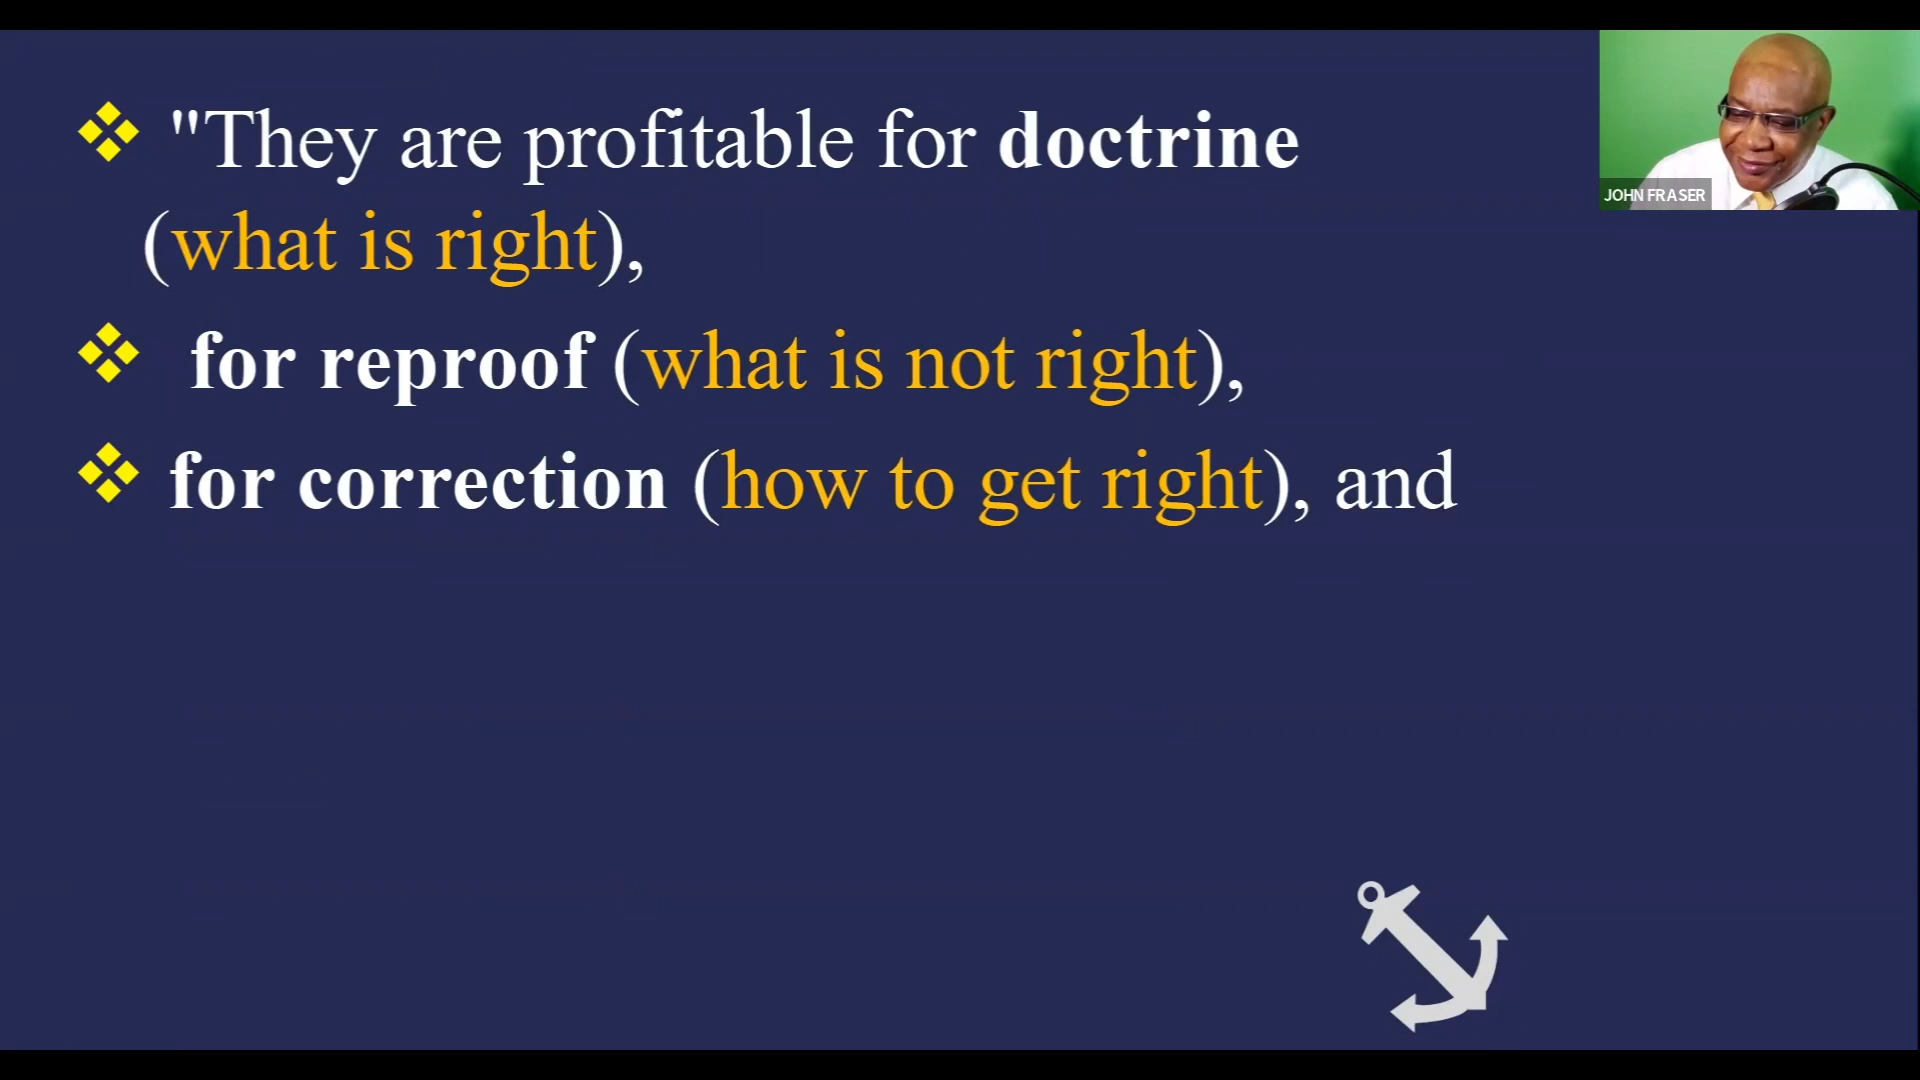 "They are profitable for doctrine
(what is right),
for reproof (what is not right),
for correction (how to get right), and
JOHN FRASER